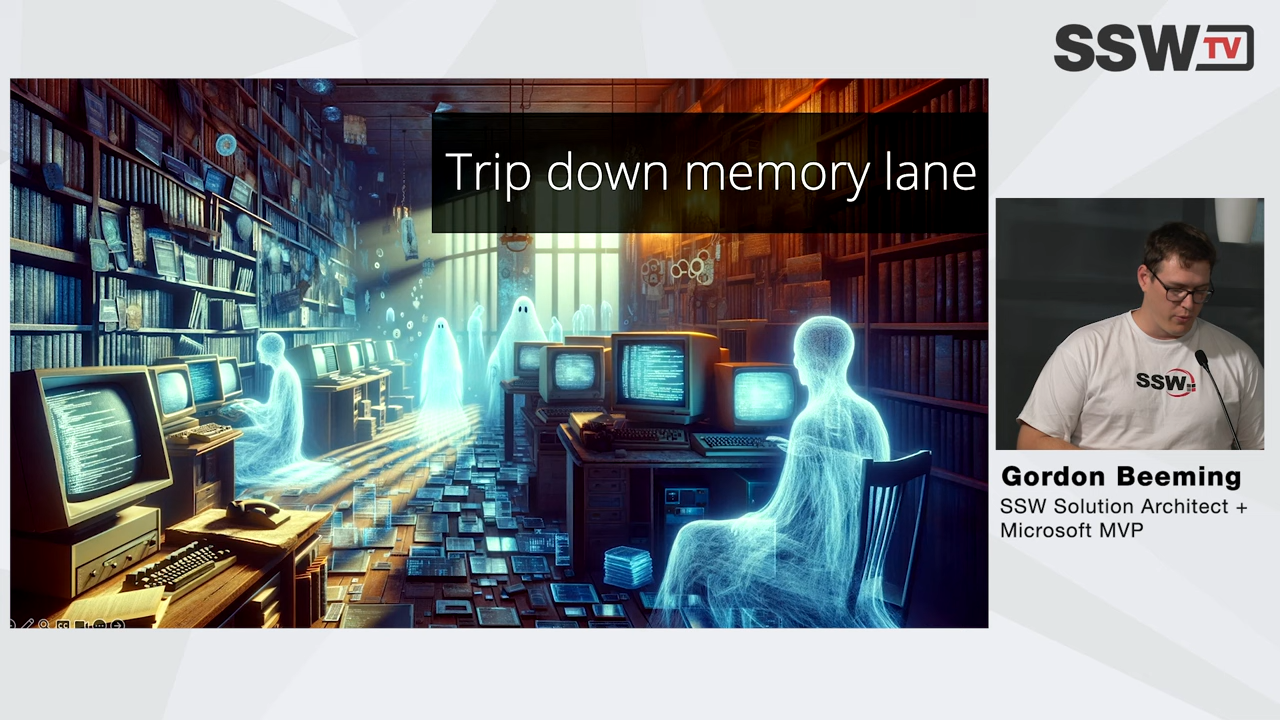 SSW TV
Trip down memory lane
SSW
Gordon Beeming
SSW Solution Architect +
Microsoft MVP